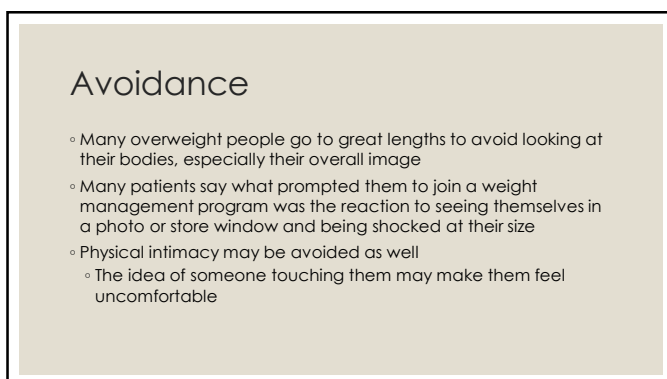 Avoidance
◦ Many overweight people go to great lengths to avoid looking at
their bodies, especially their overall image
◦ Many patients say what prompted them to join a weight
management program was the reaction to seeing themselves in
a photo or store window and being shocked at their size
◦ Physical intimacy may be avoided as well
◦ The idea of someone touching them may make them feel
uncomfortable